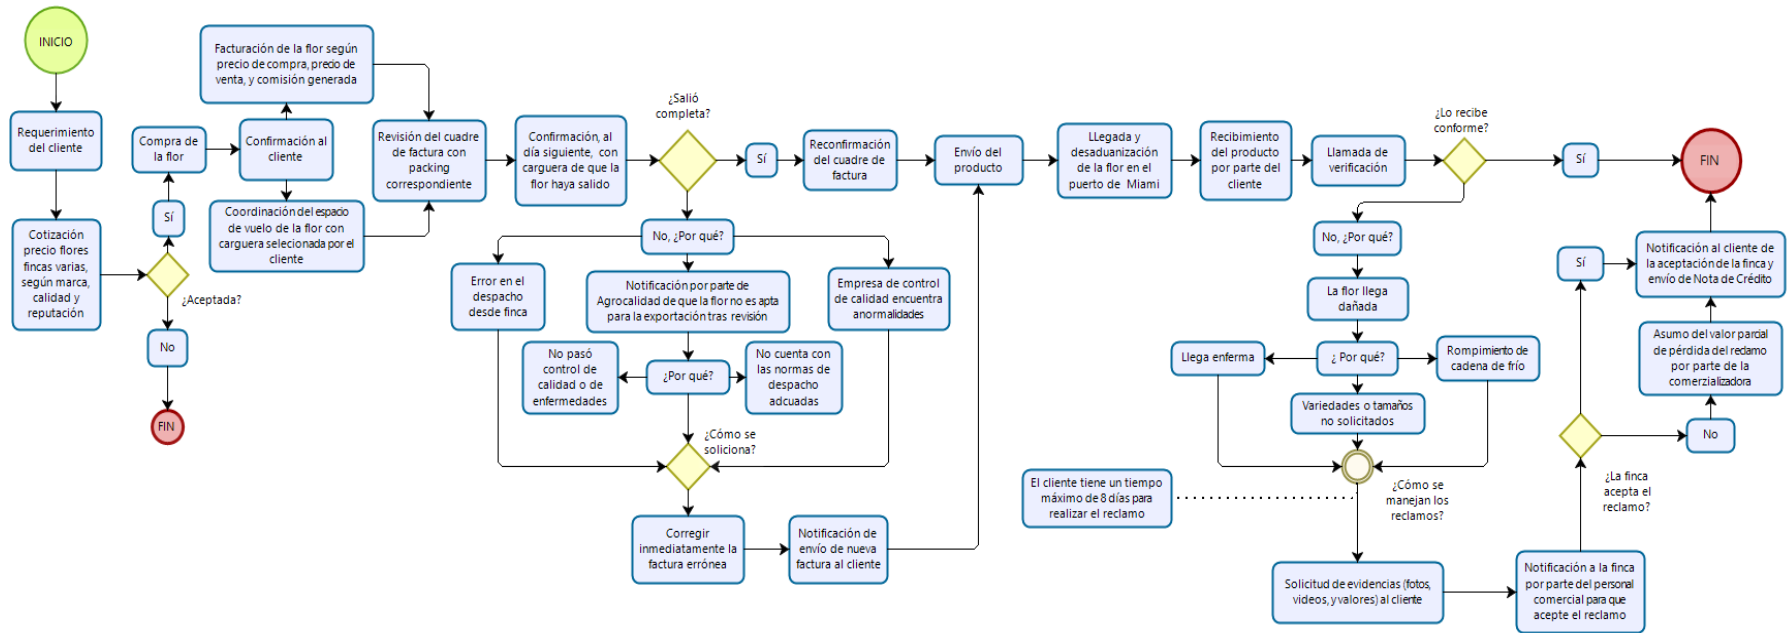 INICIO
Requerimiento
del cliente
Cotización
precio flores
fincas varias,
según marca,
calidad y
reputación
¿Aceptada?
No
FIN
Sí
Compra de
la flor
Confirmación al
cliente
Facturación de la flor según
precio de compra, precio de
venta, y comisión generada
Coordinación del espacio
de vuelo de la flor con
carguera selecionada por el
cliente
Revisión del cuadre
de factura con
packing
correspondiente
Confirmación, al
día siguiente, con
carguera de que la
flor haya salido
¿Salió
completa?
Sí
Reconfirmación
del cuadre de
factura
Envío del
producto
No, ¿Por qué?
Error en el
despacho
desde finca
Notificación por parte de
Agrocalidad de que la flor no es apta
para la exportación tras revisión
Empresa de control
de calidad encuentra
anormalidades
No pasó
control de
calidad o de
enfermedades
¿Por qué?
No cuenta con
las normas de
despacho
adcuadas
¿Cómo se
soliciona?
Corregir
inmediatamente la
factura errónea
Notificación de
envío de nueva
factura al cliente
LLegada y
desaduanización
de la flor en el
puerto de Miami
Recibimiento
del producto
por parte del
cliente
Llamada de
verificación
¿Lo recibe
conforme?
Sí
FIN
No, ¿Por qué?
La flor llega
dañada
Llega enferma
¿ Por qué?
Rompimiento de
cadena de frío
Variedades o tamaños
no solicitados
El cliente tiene un tiempo
máximo de 8 días para
realizar el reclamo
¿Cómo se
manejan los
reclamos?
Solicitud de evidencias (fotos,
videos, y valores) al cliente
Notificación a la finca
por parte del personal
comercial para que
acepte el reclamo
¿La finca
acepta el
reclamo?
Sí
No
Asumo del valor parcial
de pérdida del reclamo
por parte de la
comerzializadora
Notificación al cliente de
la aceptación de la finca y
envío de Nota de Crédito